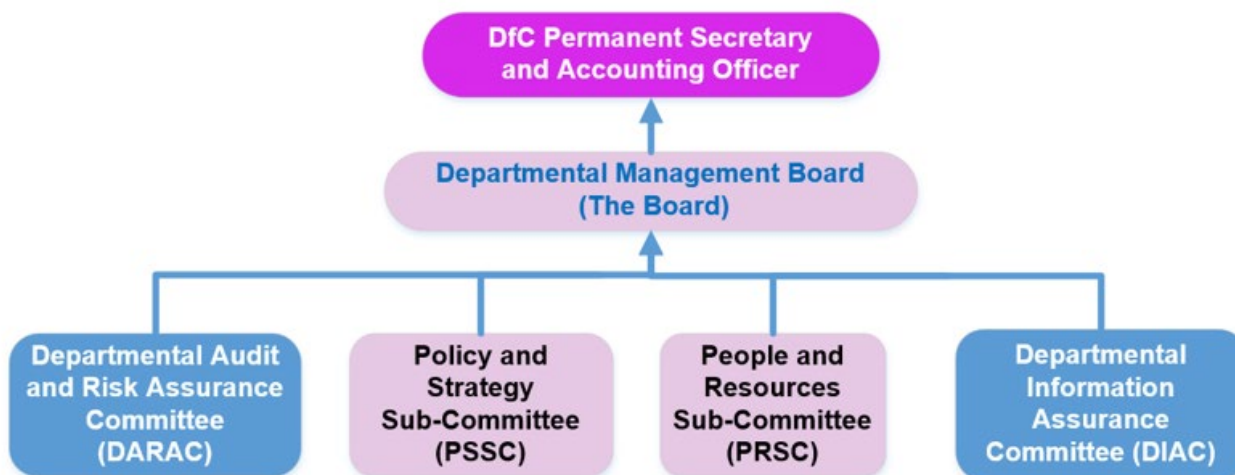 DfC Permanent Secretary
and Accounting Officer
Departmental Management Board
(The Board)
Departmental Audit
and Risk Assurance
Committee
(DARAC)
Policy and
Strategy
Sub-Committee
(PSSC)
People and
Resources
Sub-Committee
(PRSC)
Departmental
Information
Assurance
Committee (DIAC)